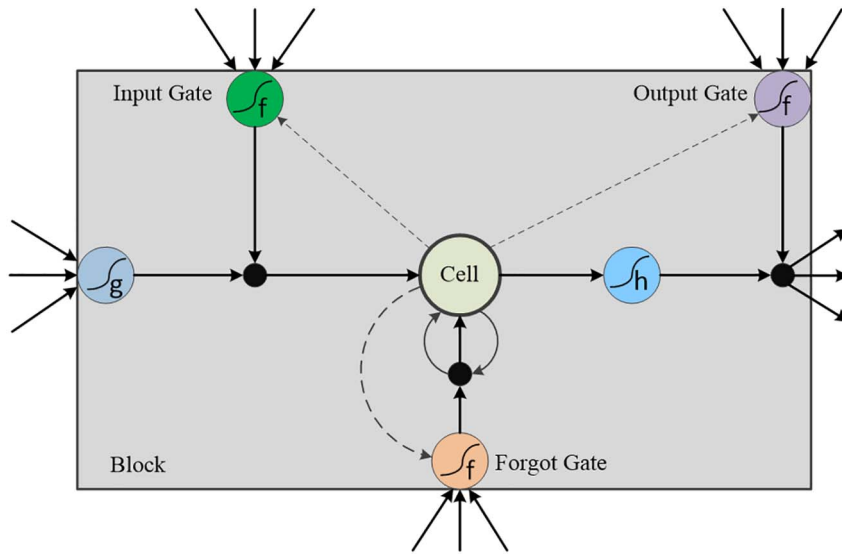 Input Gate
f
Output Gate
f
g
Cell
h
Block
f
Forgot Gate